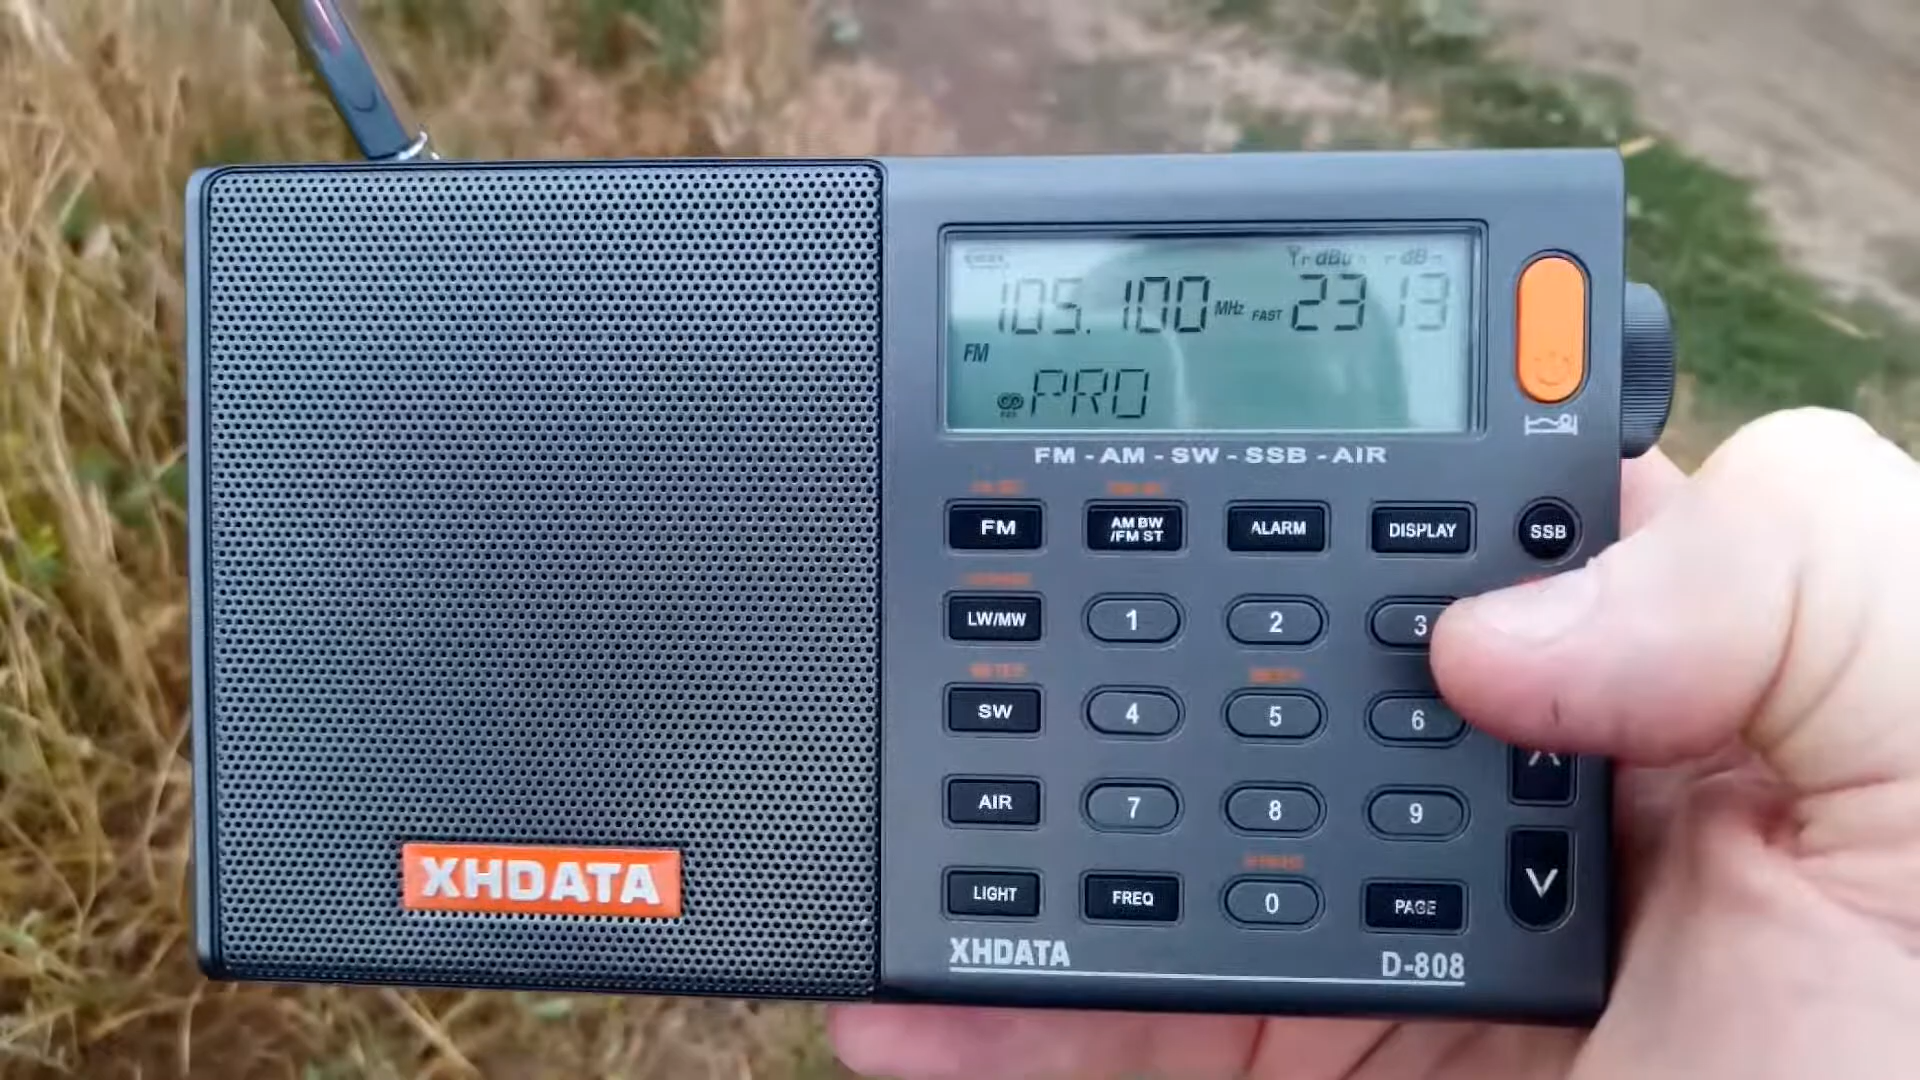 dBu dB
105.100 MHz FAST 23 13
FM
PRO
FM - AM - SW - SSB - AIR
FM AM BW /FM ST ALARM DISPLAY SSB
LW/MW 1 2 3
SW 4 5 6
AIR 7 8 9
LIGHT FREQ 0 PAGE
XHDATA
XHDATA D-808